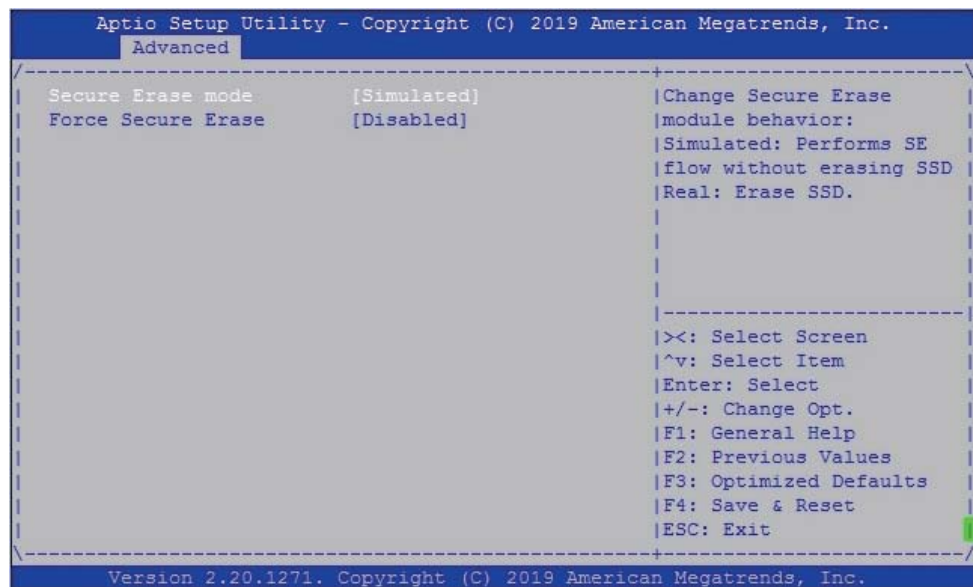 Aptio Setup Utility - Copyright (C) 2019 American Megatrends, Inc.
Advanced
Secure Erase mode [Simulated]
Force Secure Erase [Disabled]
Change Secure Erase
module behavior:
Simulated: Performs SE
flow without erasing SSD
Real: Erase SSD.
><: Select Screen
^v: Select Item
Enter: Select
+/-: Change Opt.
F1: General Help
F2: Previous Values
F3: Optimized Defaults
F4: Save & Reset
ESC: Exit
Version 2.20.1271. Copyright (C) 2019 American Megatrends, Inc.